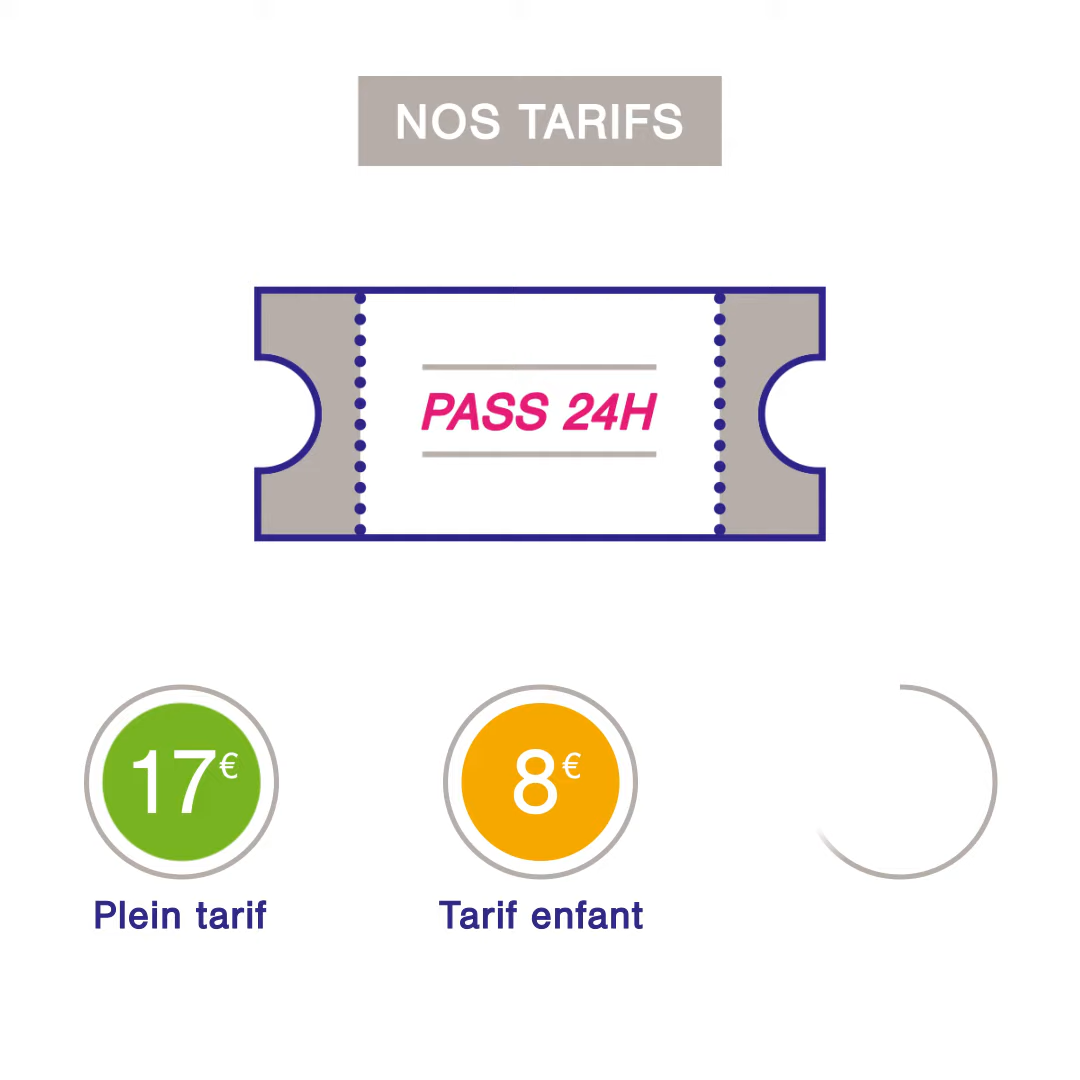 NOS TARIFS
PASS 24H
17€
8€
Plein tarif
Tarif enfant